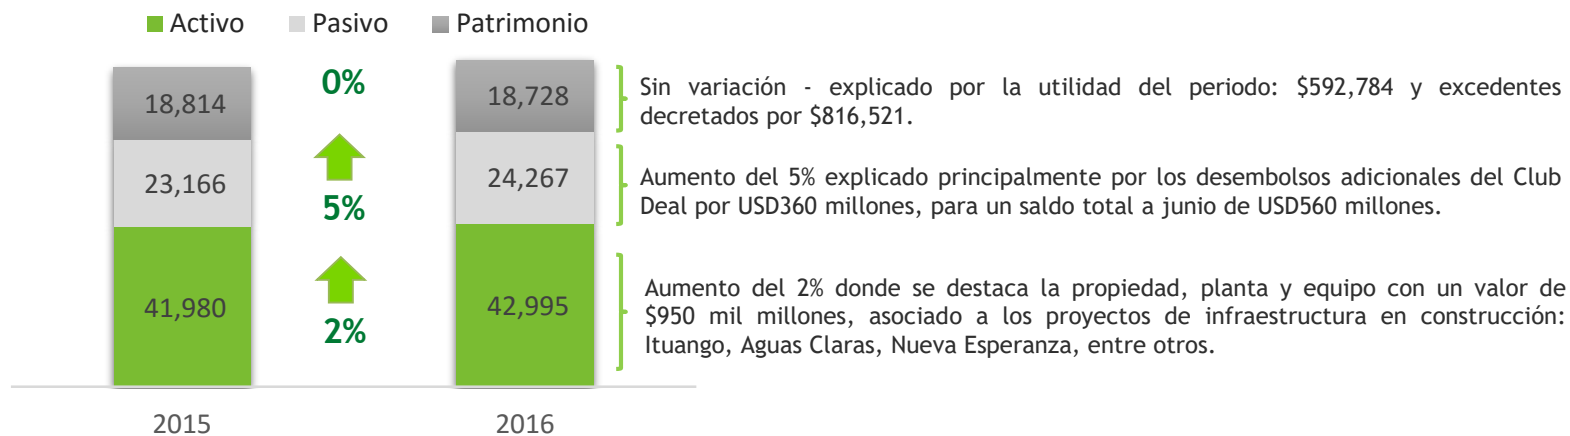 Activo Pasivo Patrimonio
18,814
0%
18,728
Sin variación - explicado por la utilidad del periodo: $592,784 y excedentes
decretados por $816,521.
23,166
5%
24,267
Aumento del 5% explicado principalmente por los desembolsos adicionales del Club
Deal por USD360 millones, para un saldo total a junio de USD560 millones.
41,980
2%
42,995
Aumento del 2% donde se destaca la propiedad, planta y equipo con un valor de
$950 mil millones, asociado a los proyectos de infraestructura en construcción:
Ituango, Aguas Claras, Nueva Esperanza, entre otros.
2015
2016